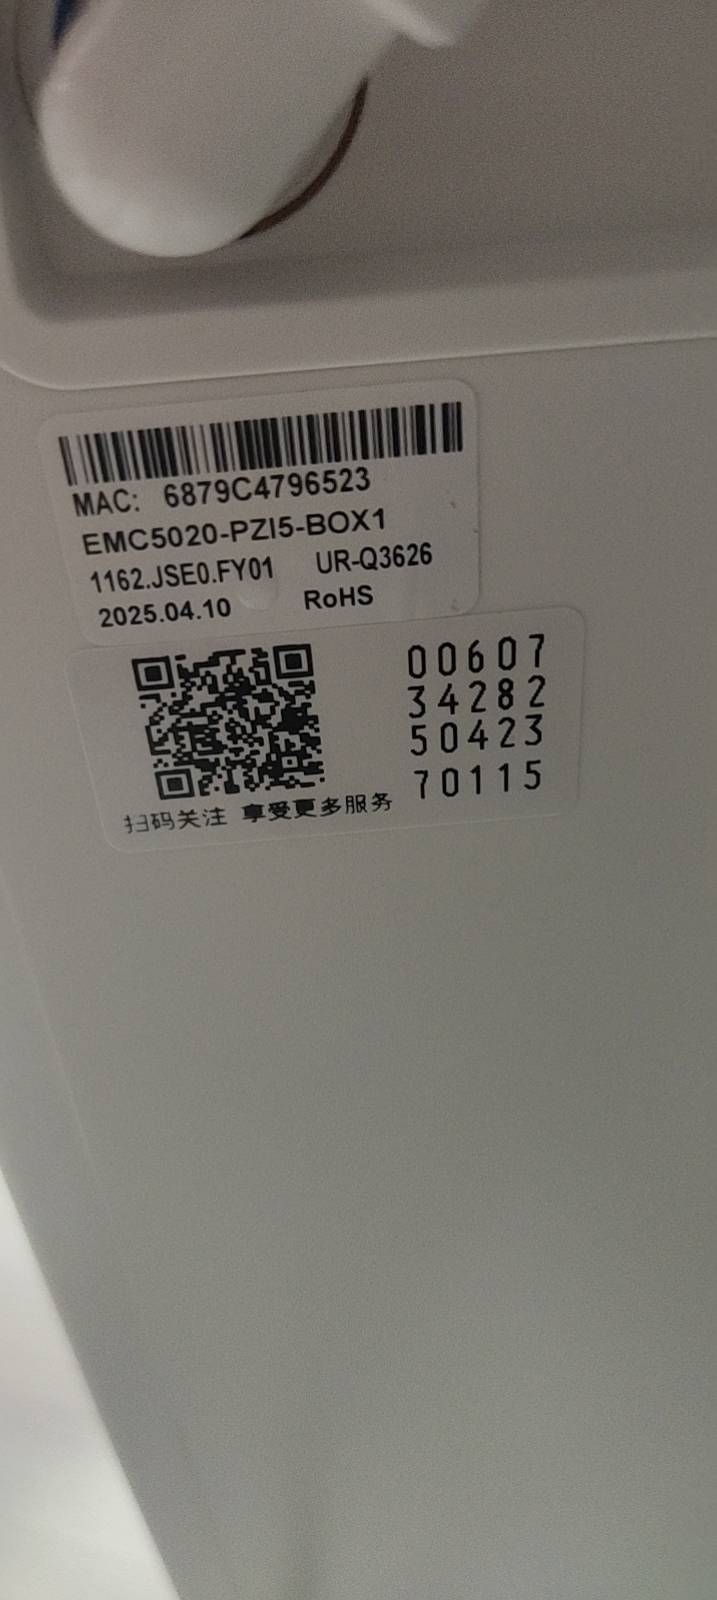 MAC: 6879C4796523
EMC5020-PZI5-BOX1
1162.JSE0.FY01 UR-Q3626
2025.04.10 RoHS
00607
34282
50423
70115
扫码关注 享受更多服务